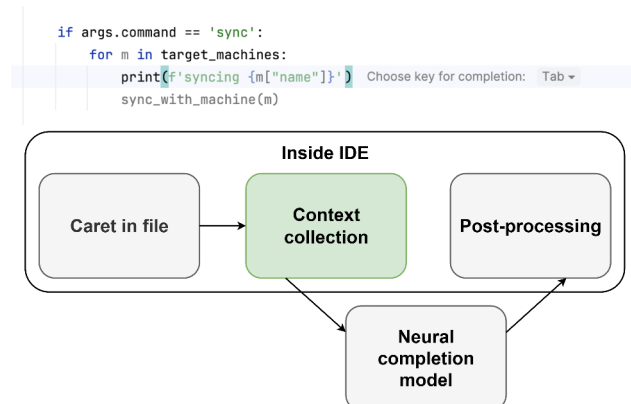 if args.command == 'sync':
for m in target_machines:
print(f'syncing {m["name"]}') Choose key for completion: Tab
sync_with_machine(m)
Inside IDE
Caret in file
Context
collection
Post-processing
Neural
completion
model